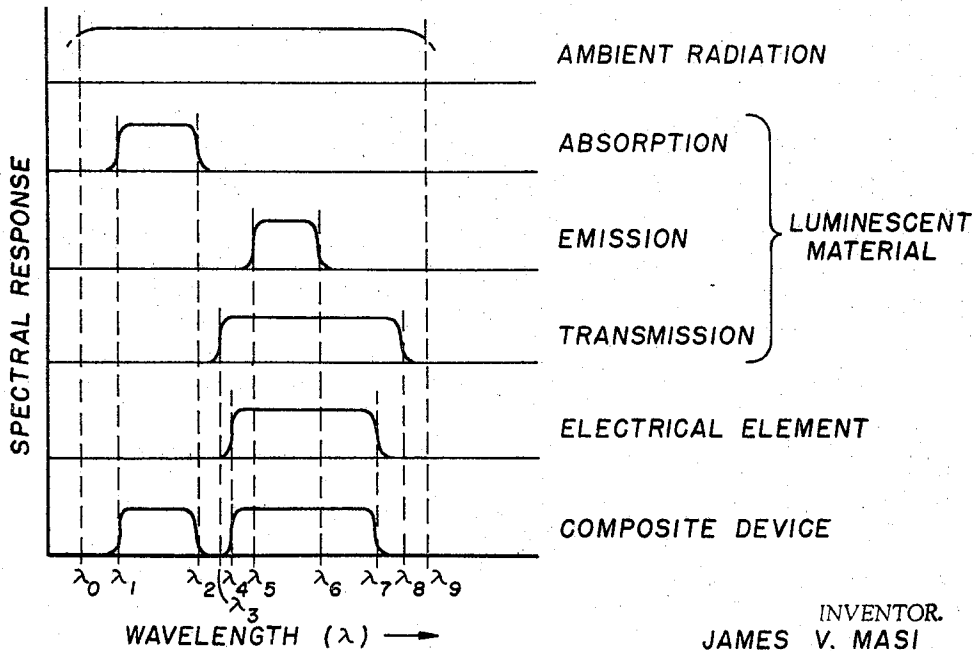 AMBIENT RADIATION
ABSORPTION
EMISSION
TRANSMISSION
LUMINESCENT
MATERIAL
ELECTRICAL ELEMENT
COMPOSITE DEVICE
SPECTRAL RESPONSE
λ0 λ1 λ2 λ4 λ5 λ6 λ7 λ8 λ9
λ3
WAVELENGTH (λ)
INVENTOR.
JAMES V. MASI